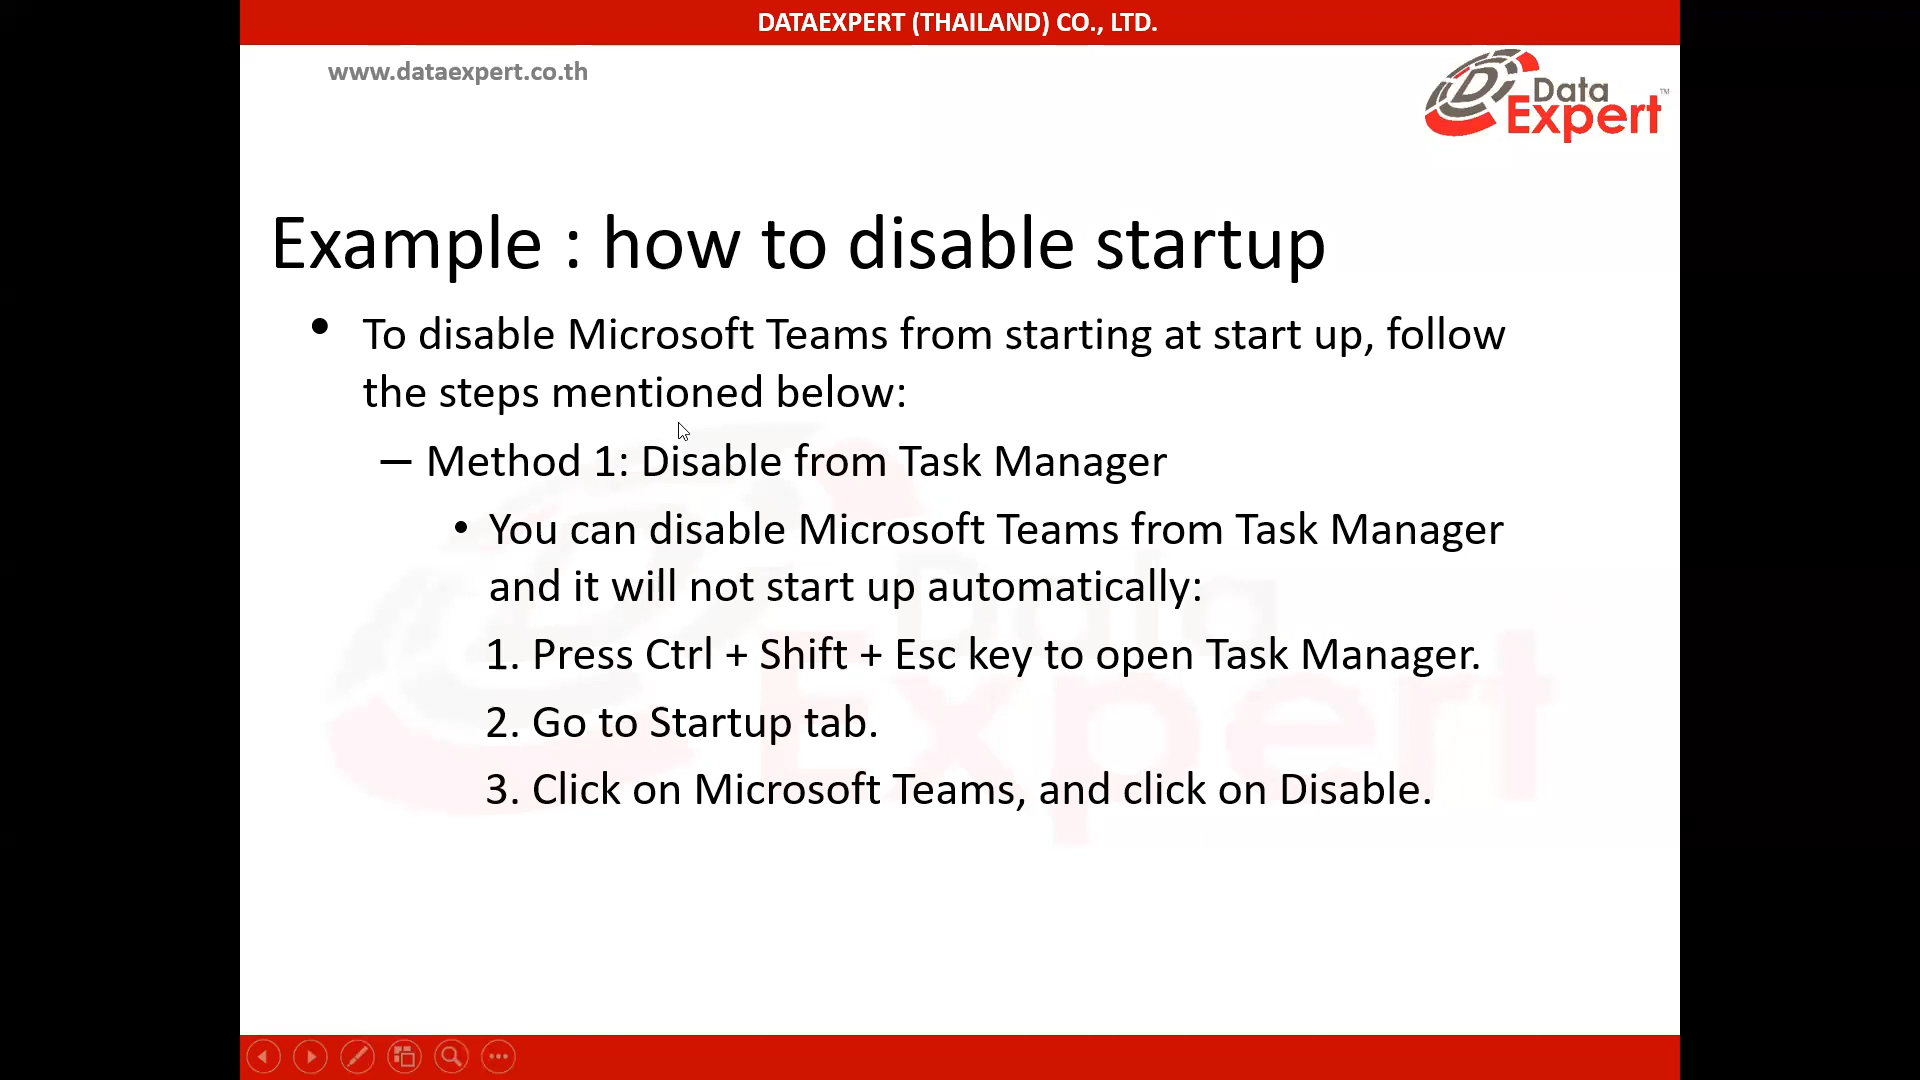 DATAEXPERT (THAILAND) CO., LTD.
www.dataexpert.co.th
Data
Expert™
Example : how to disable startup
• To disable Microsoft Teams from starting at start up, follow
the steps mentioned below:
– Method 1: Disable from Task Manager
• You can disable Microsoft Teams from Task Manager
and it will not start up automatically:
1. Press Ctrl + Shift + Esc key to open Task Manager.
2. Go to Startup tab.
3. Click on Microsoft Teams, and click on Disable.
Data
Expert